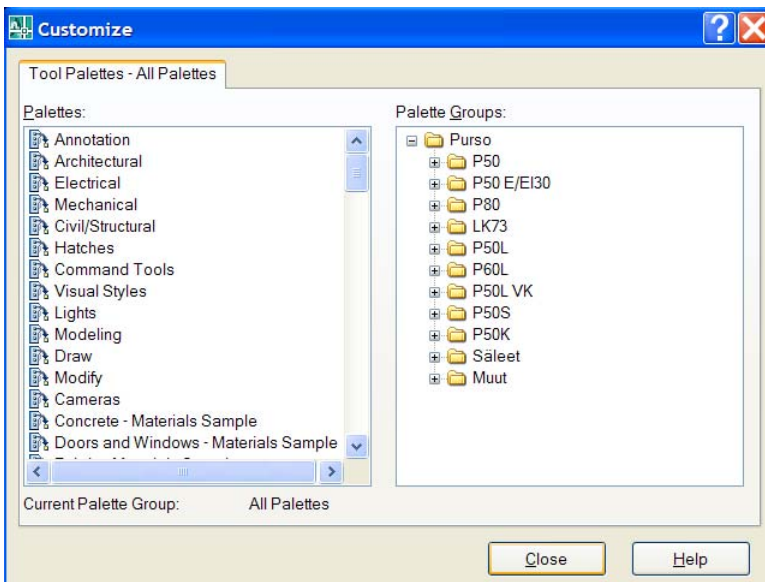 Customize
Tool Palettes - All Palettes
Palettes:
Annotation
Architectural
Electrical
Mechanical
Civil/Structural
Hatches
Command Tools
Visual Styles
Lights
Modeling
Draw
Modify
Cameras
Concrete - Materials Sample
Doors and Windows - Materials Sample
Palette Groups:
Purso
P50
P50 E/EI30
P80
LK73
P50L
P60L
P50L VK
P50S
P50K
Säleet
Muut
Current Palette Group: All Palettes
Close Help